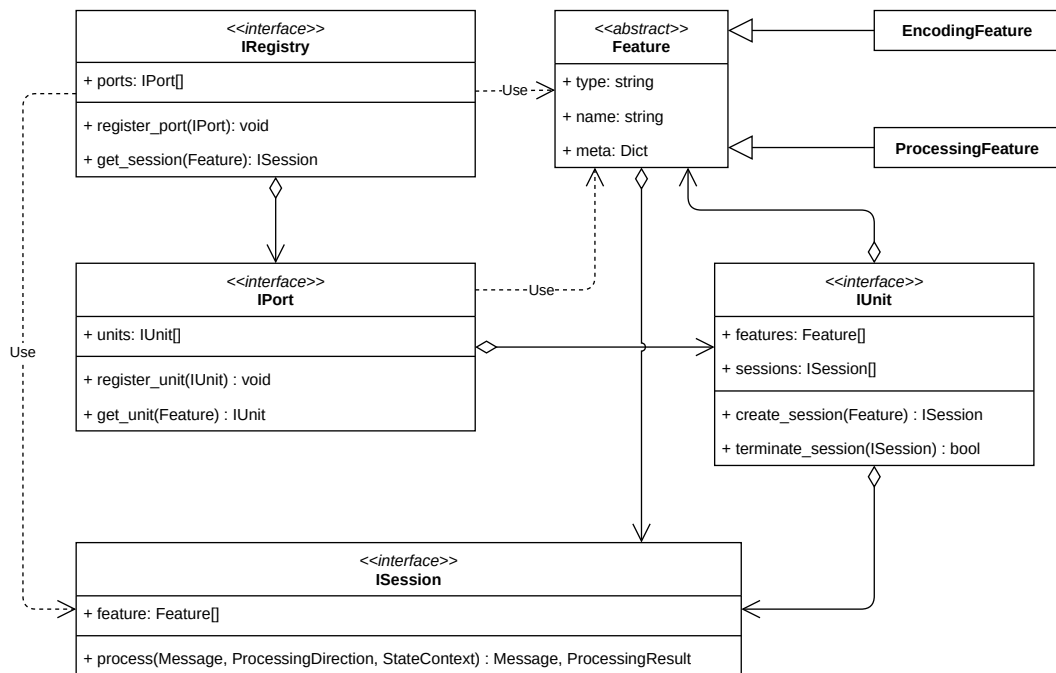 <<interface>>
IRegistry
+ ports: IPort[]
+ register_port(IPort): void
+ get_session(Feature): ISession
Use
<<abstract>>
Feature
+ type: string
+ name: string
+ meta: Dict
EncodingFeature
ProcessingFeature
<<interface>>
IPort
+ units: IUnit[]
+ register_unit(IUnit) : void
+ get_unit(Feature) : IUnit
Use
<<interface>>
IUnit
+ features: Feature[]
+ sessions: ISession[]
+ create_session(Feature) : ISession
+ terminate_session(ISession) : bool
Use
<<interface>>
ISession
+ feature: Feature[]
+ process(Message, ProcessingDirection, StateContext) : Message, ProcessingResult